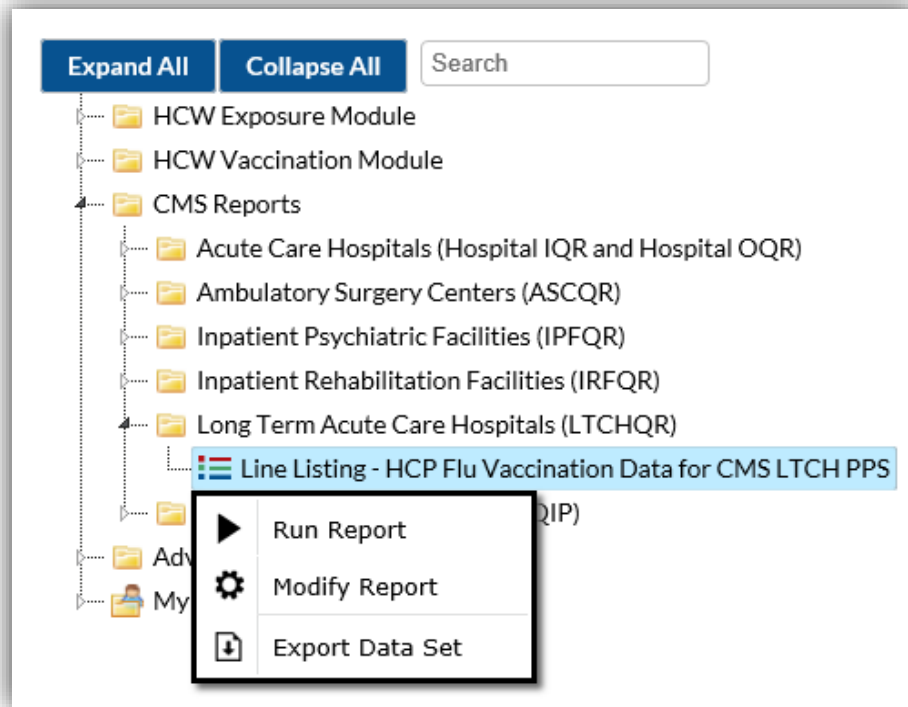 Expand All Collapse All Search
HCW Exposure Module
HCW Vaccination Module
CMS Reports
Acute Care Hospitals (Hospital IQR and Hospital OQR)
Ambulatory Surgery Centers (ASCQR)
Inpatient Psychiatric Facilities (IPFQR)
Inpatient Rehabilitation Facilities (IRFQR)
Long Term Acute Care Hospitals (LTCHQR)
Line Listing - HCP Flu Vaccination Data for CMS LTCH PPS
Run Report
QIP)
Modify Report
My
Export Data Set